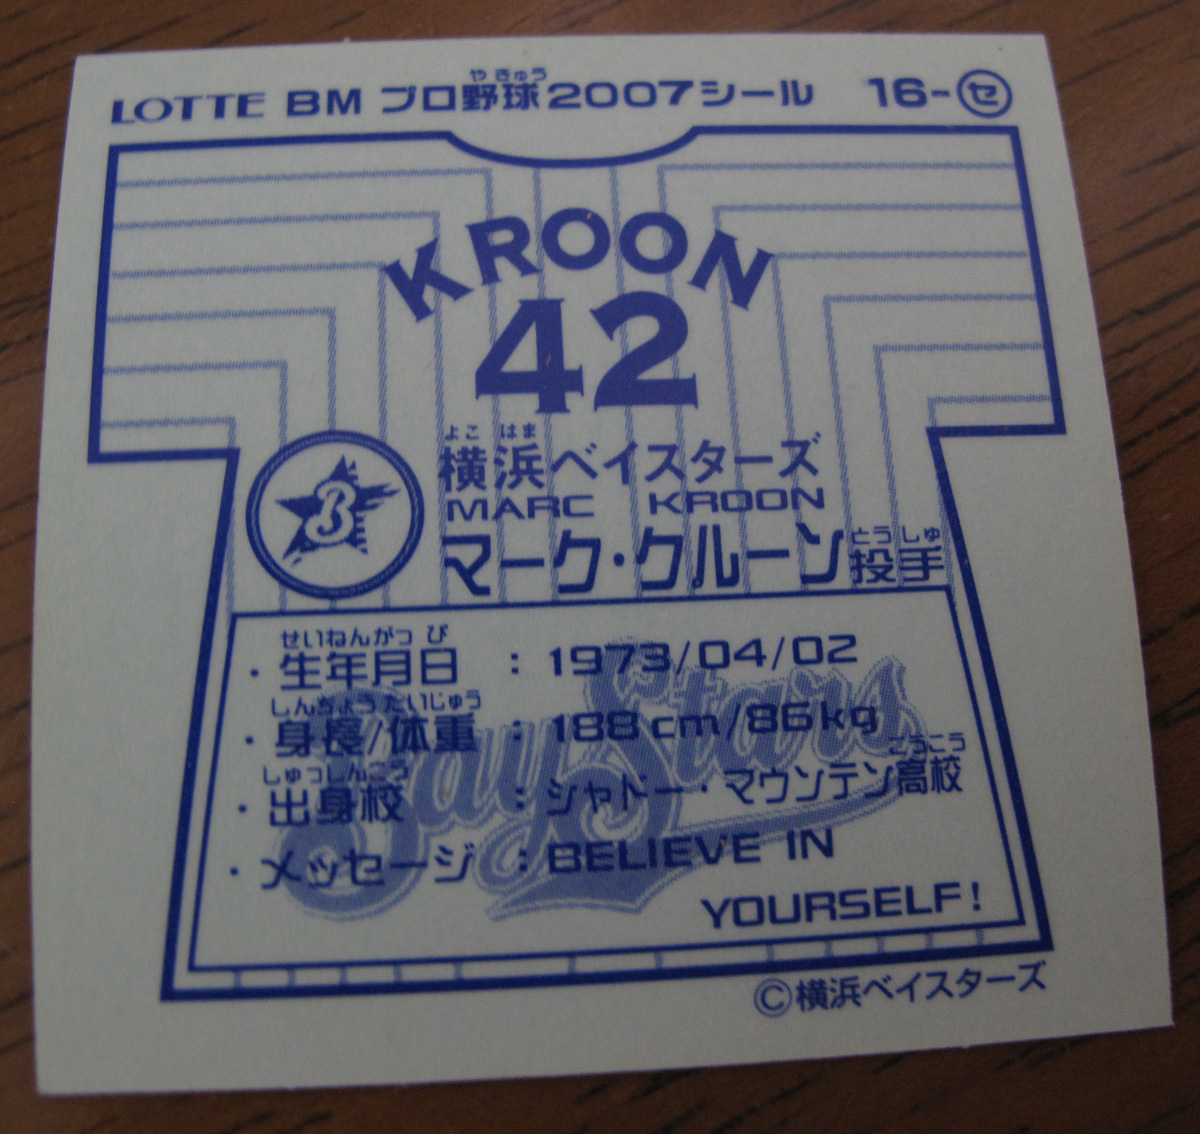 LOTTE BM プロ野球2007シール 16-セ
やきゅう
KROON
42
よこ はま
横浜ベイスターズ
MARC KROON
とうしゅ
マーク・クルーン投手
B
せいねんがっぴ
・生年月日 : 1973/04/02
しんちょうたいじゅう
・身長/体重 : 188cm/86kg
しゅっしんこう こうこう
・出身校 : シャドー・マウンテン高校
・メッセージ : BELIEVE IN
YOURSELF!
BayStars
©横浜ベイスターズ